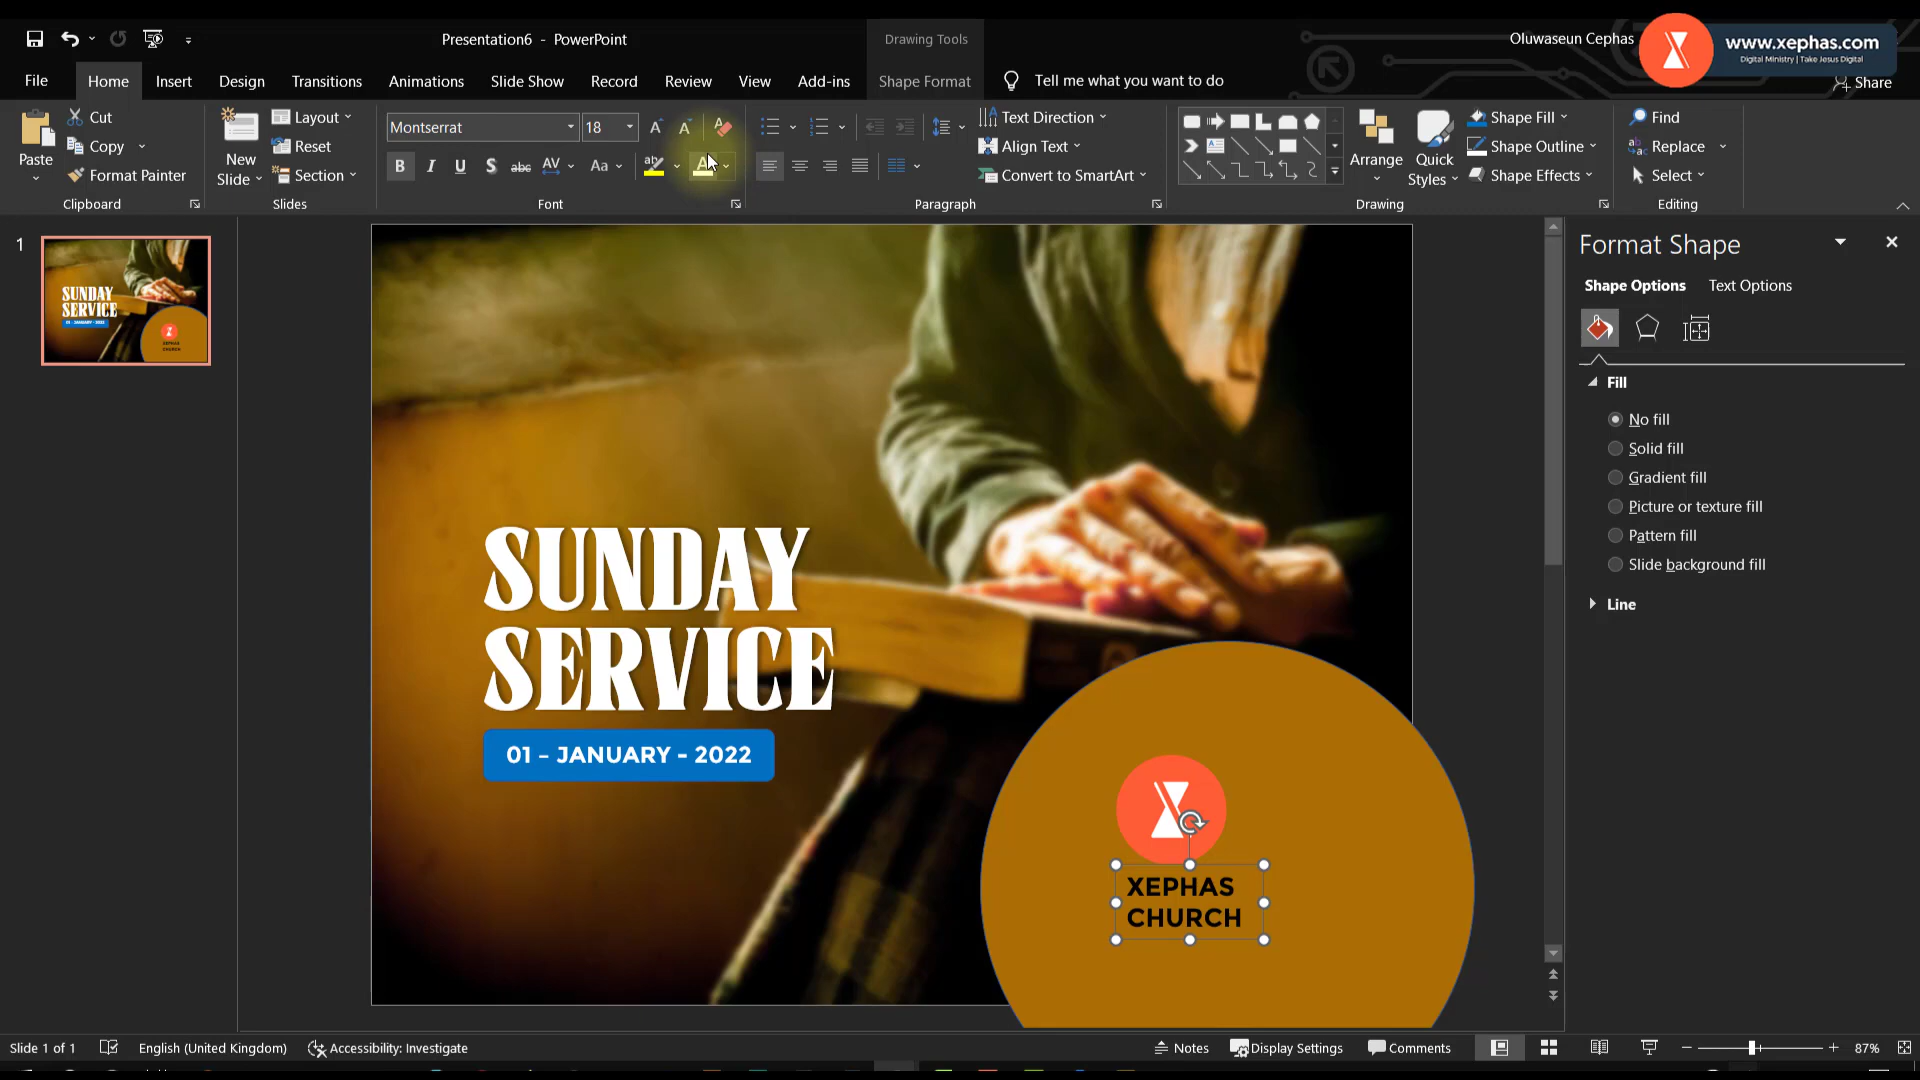 Presentation6 - PowerPoint
Drawing Tools
Oluwaseun Cephas
www.xephas.com
Digital Ministry | Take Jesus Digital
File
Home
Insert
Design
Transitions
Animations
Slide Show
Record
Review
View
Add-ins
Shape Format
Tell me what you want to do
Share
Paste
Cut
Copy
Format Painter
Clipboard
New
Slide
Layout
Reset
Section
Slides
Montserrat
18
Font
Text Direction
Align Text
Convert to SmartArt
Paragraph
Arrange
Quick
Styles
Shape Fill
Shape Outline
Shape Effects
Drawing
Find
Replace
Select
Editing
1
SUNDAY
SERVICE
01 – JANUARY - 2022
XEPHAS
CHURCH
Format Shape
Shape Options
Text Options
Fill
No fill
Solid fill
Gradient fill
Picture or texture fill
Pattern fill
Slide background fill
Line
Slide 1 of 1
English (United Kingdom)
Accessibility: Investigate
Notes
Display Settings
Comments
87%